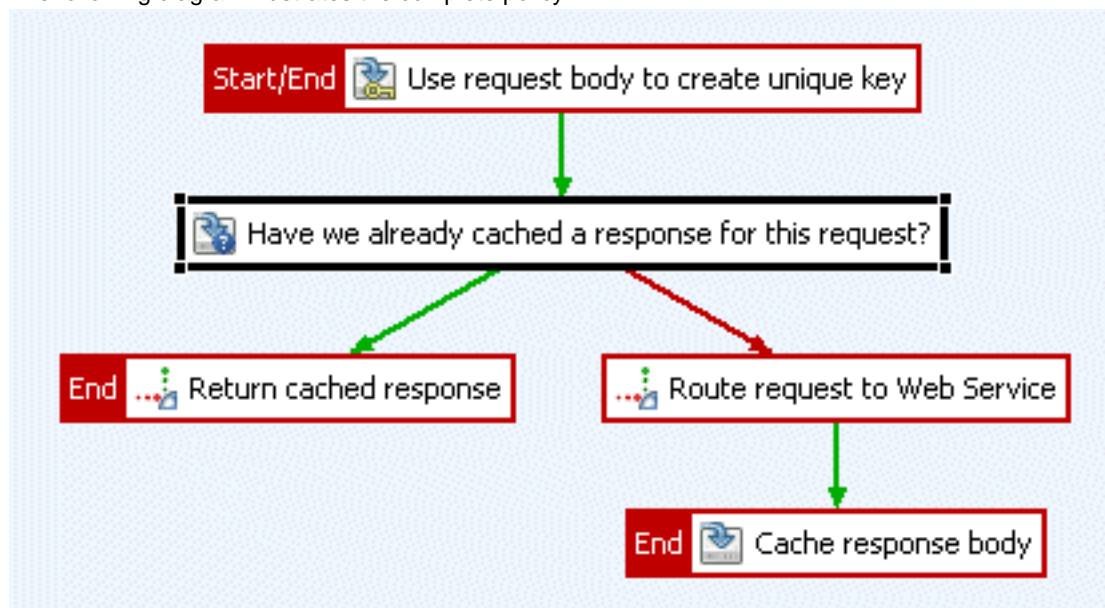 Start/End Use request body to create unique key
Have we already cached a response for this request?
End Return cached response
Route request to Web Service
End Cache response body